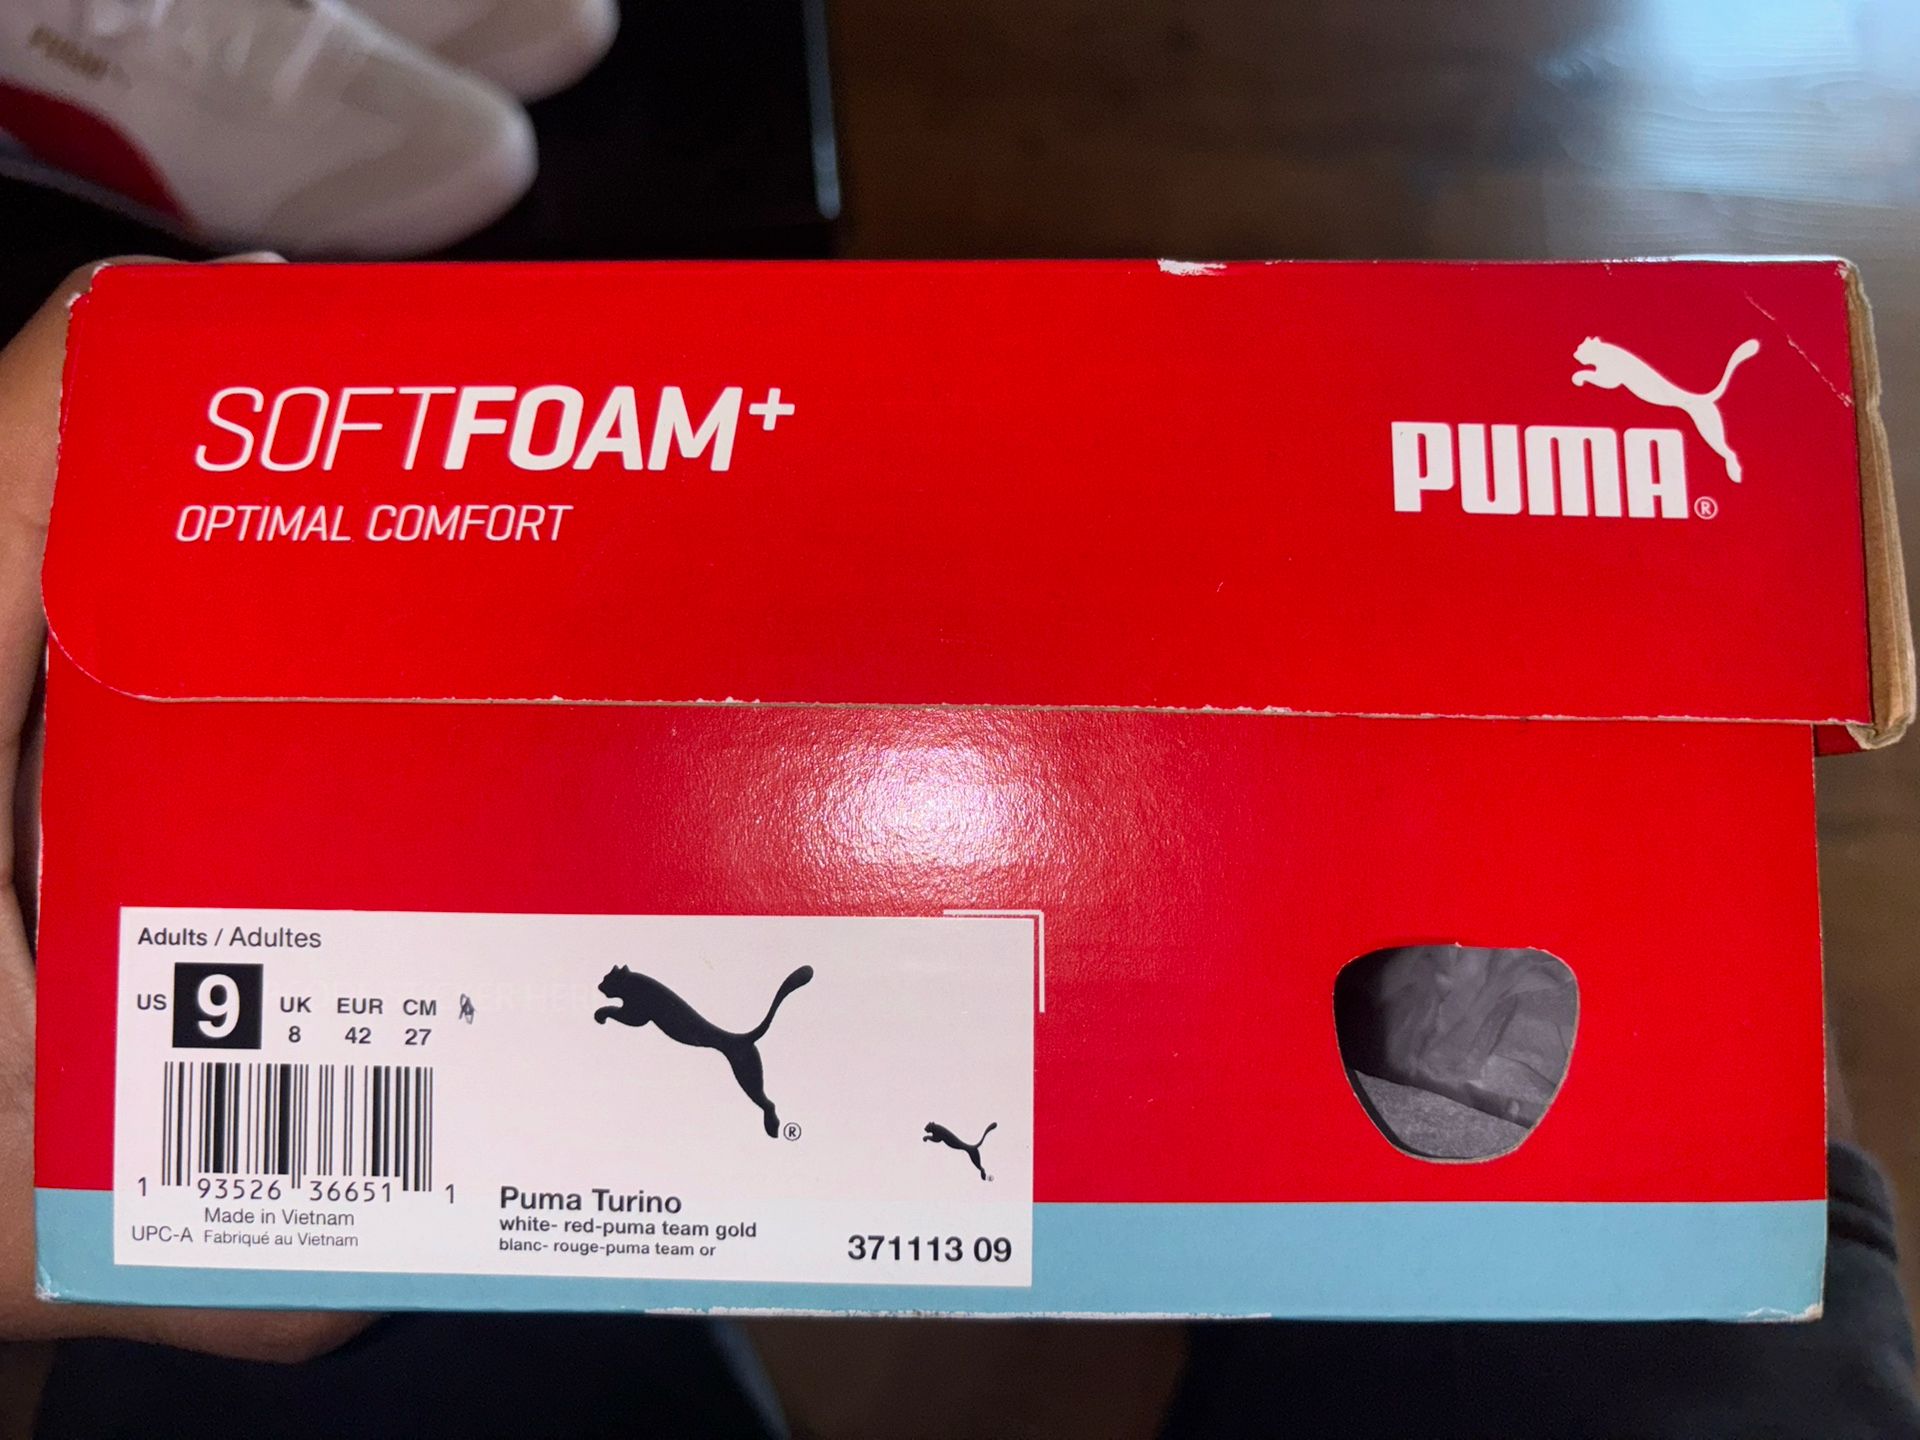 PUMA
SOFTFOAM+
OPTIMAL COMFORT
PUMA®
Adults / Adultes
US 9 UK 8 EUR 42 CM 27
1 93526 36651 1
Made in Vietnam
UPC-A Fabriqué au Vietnam
®
Puma Turino
white- red-puma team gold
blanc- rouge-puma team or
371113 09